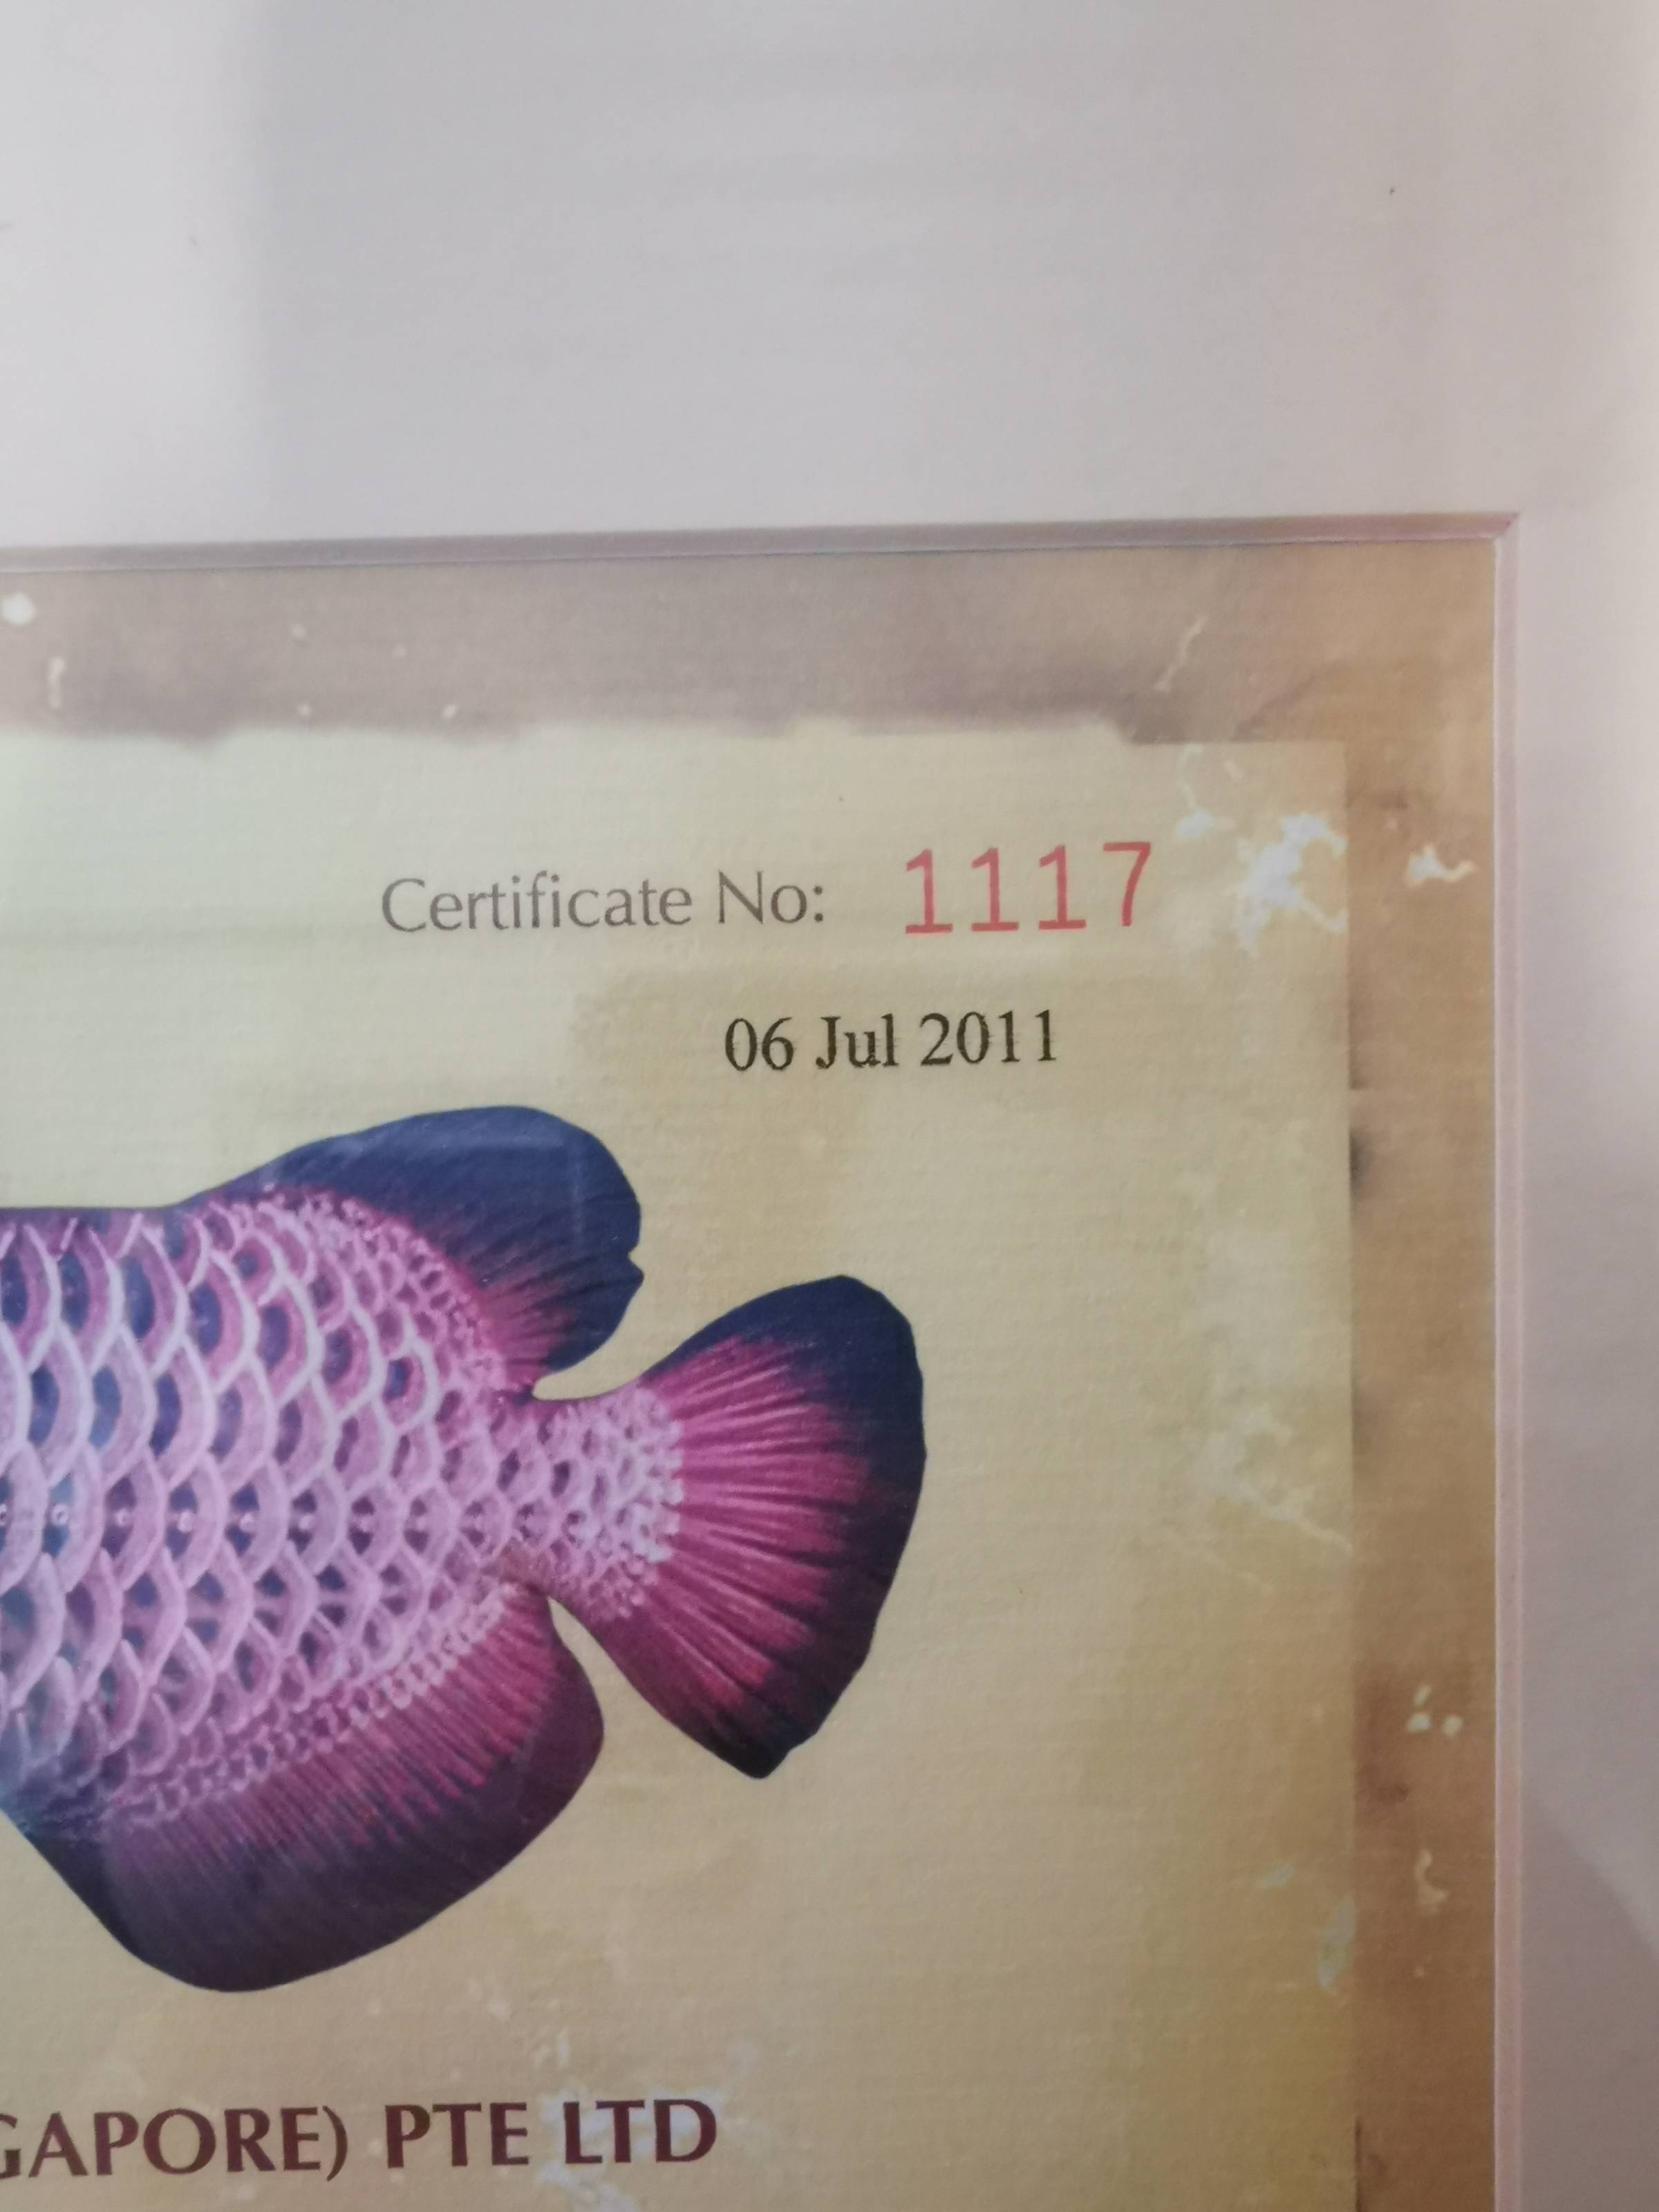 Certificate No: 1117
06 Jul 2011
GAPORE) PTE LTD